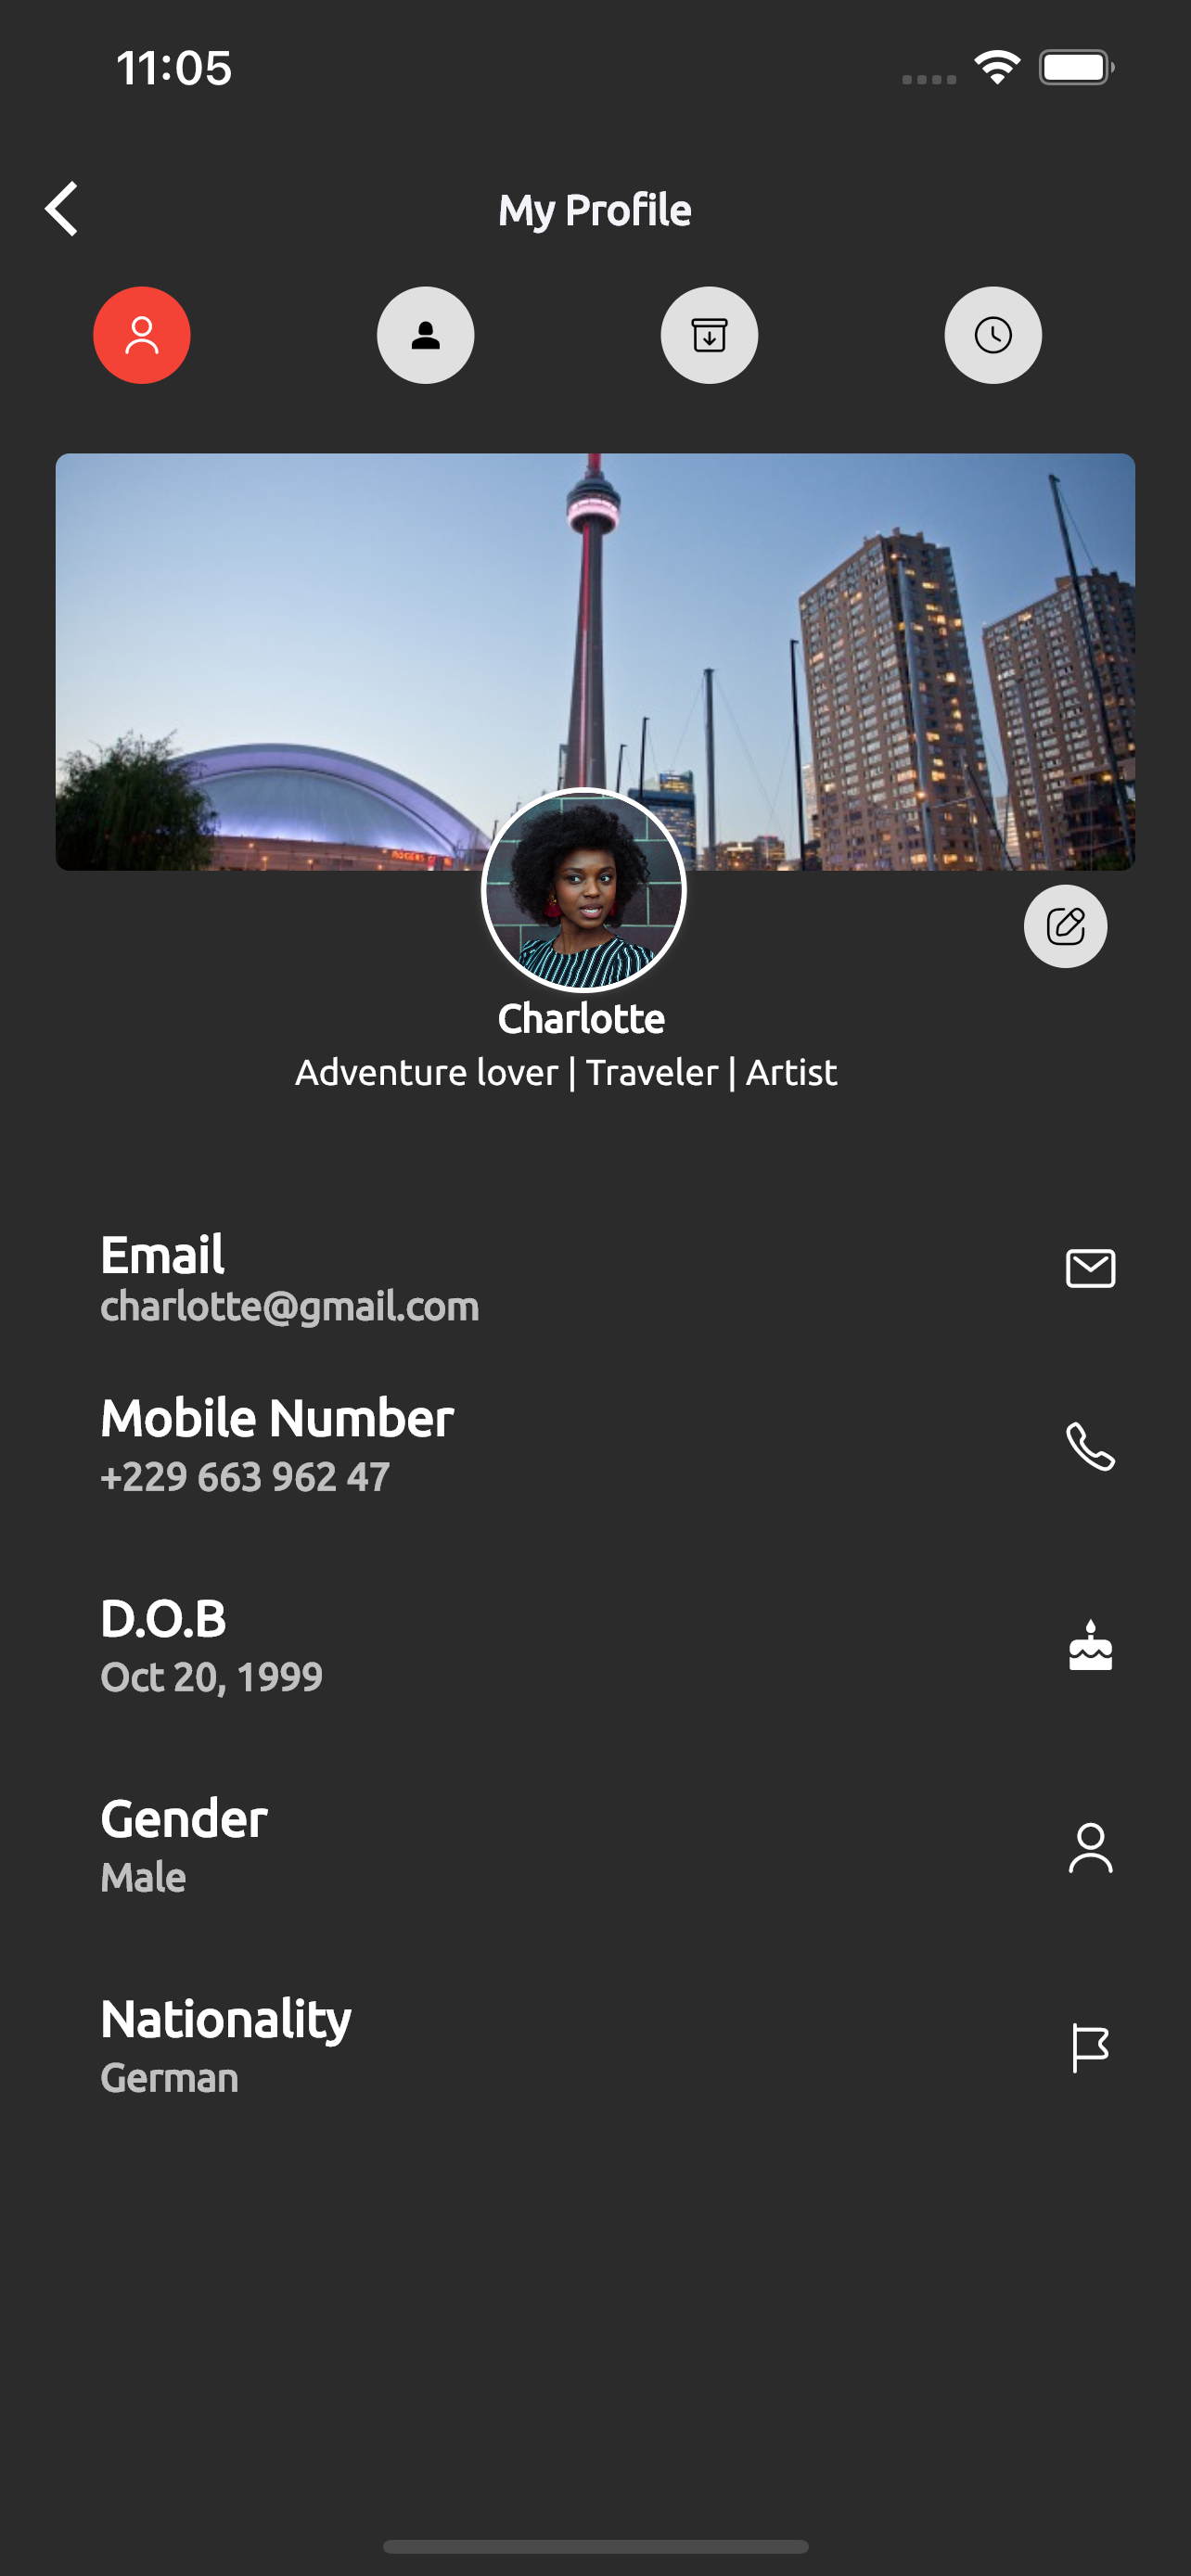 11:05
My Profile
ROGERS
Charlotte
Adventure lover | Traveler | Artist
Email
charlotte@gmail.com
Mobile Number
+229 663 962 47
D.O.B
Oct 20, 1999
Gender
Male
Nationality
German